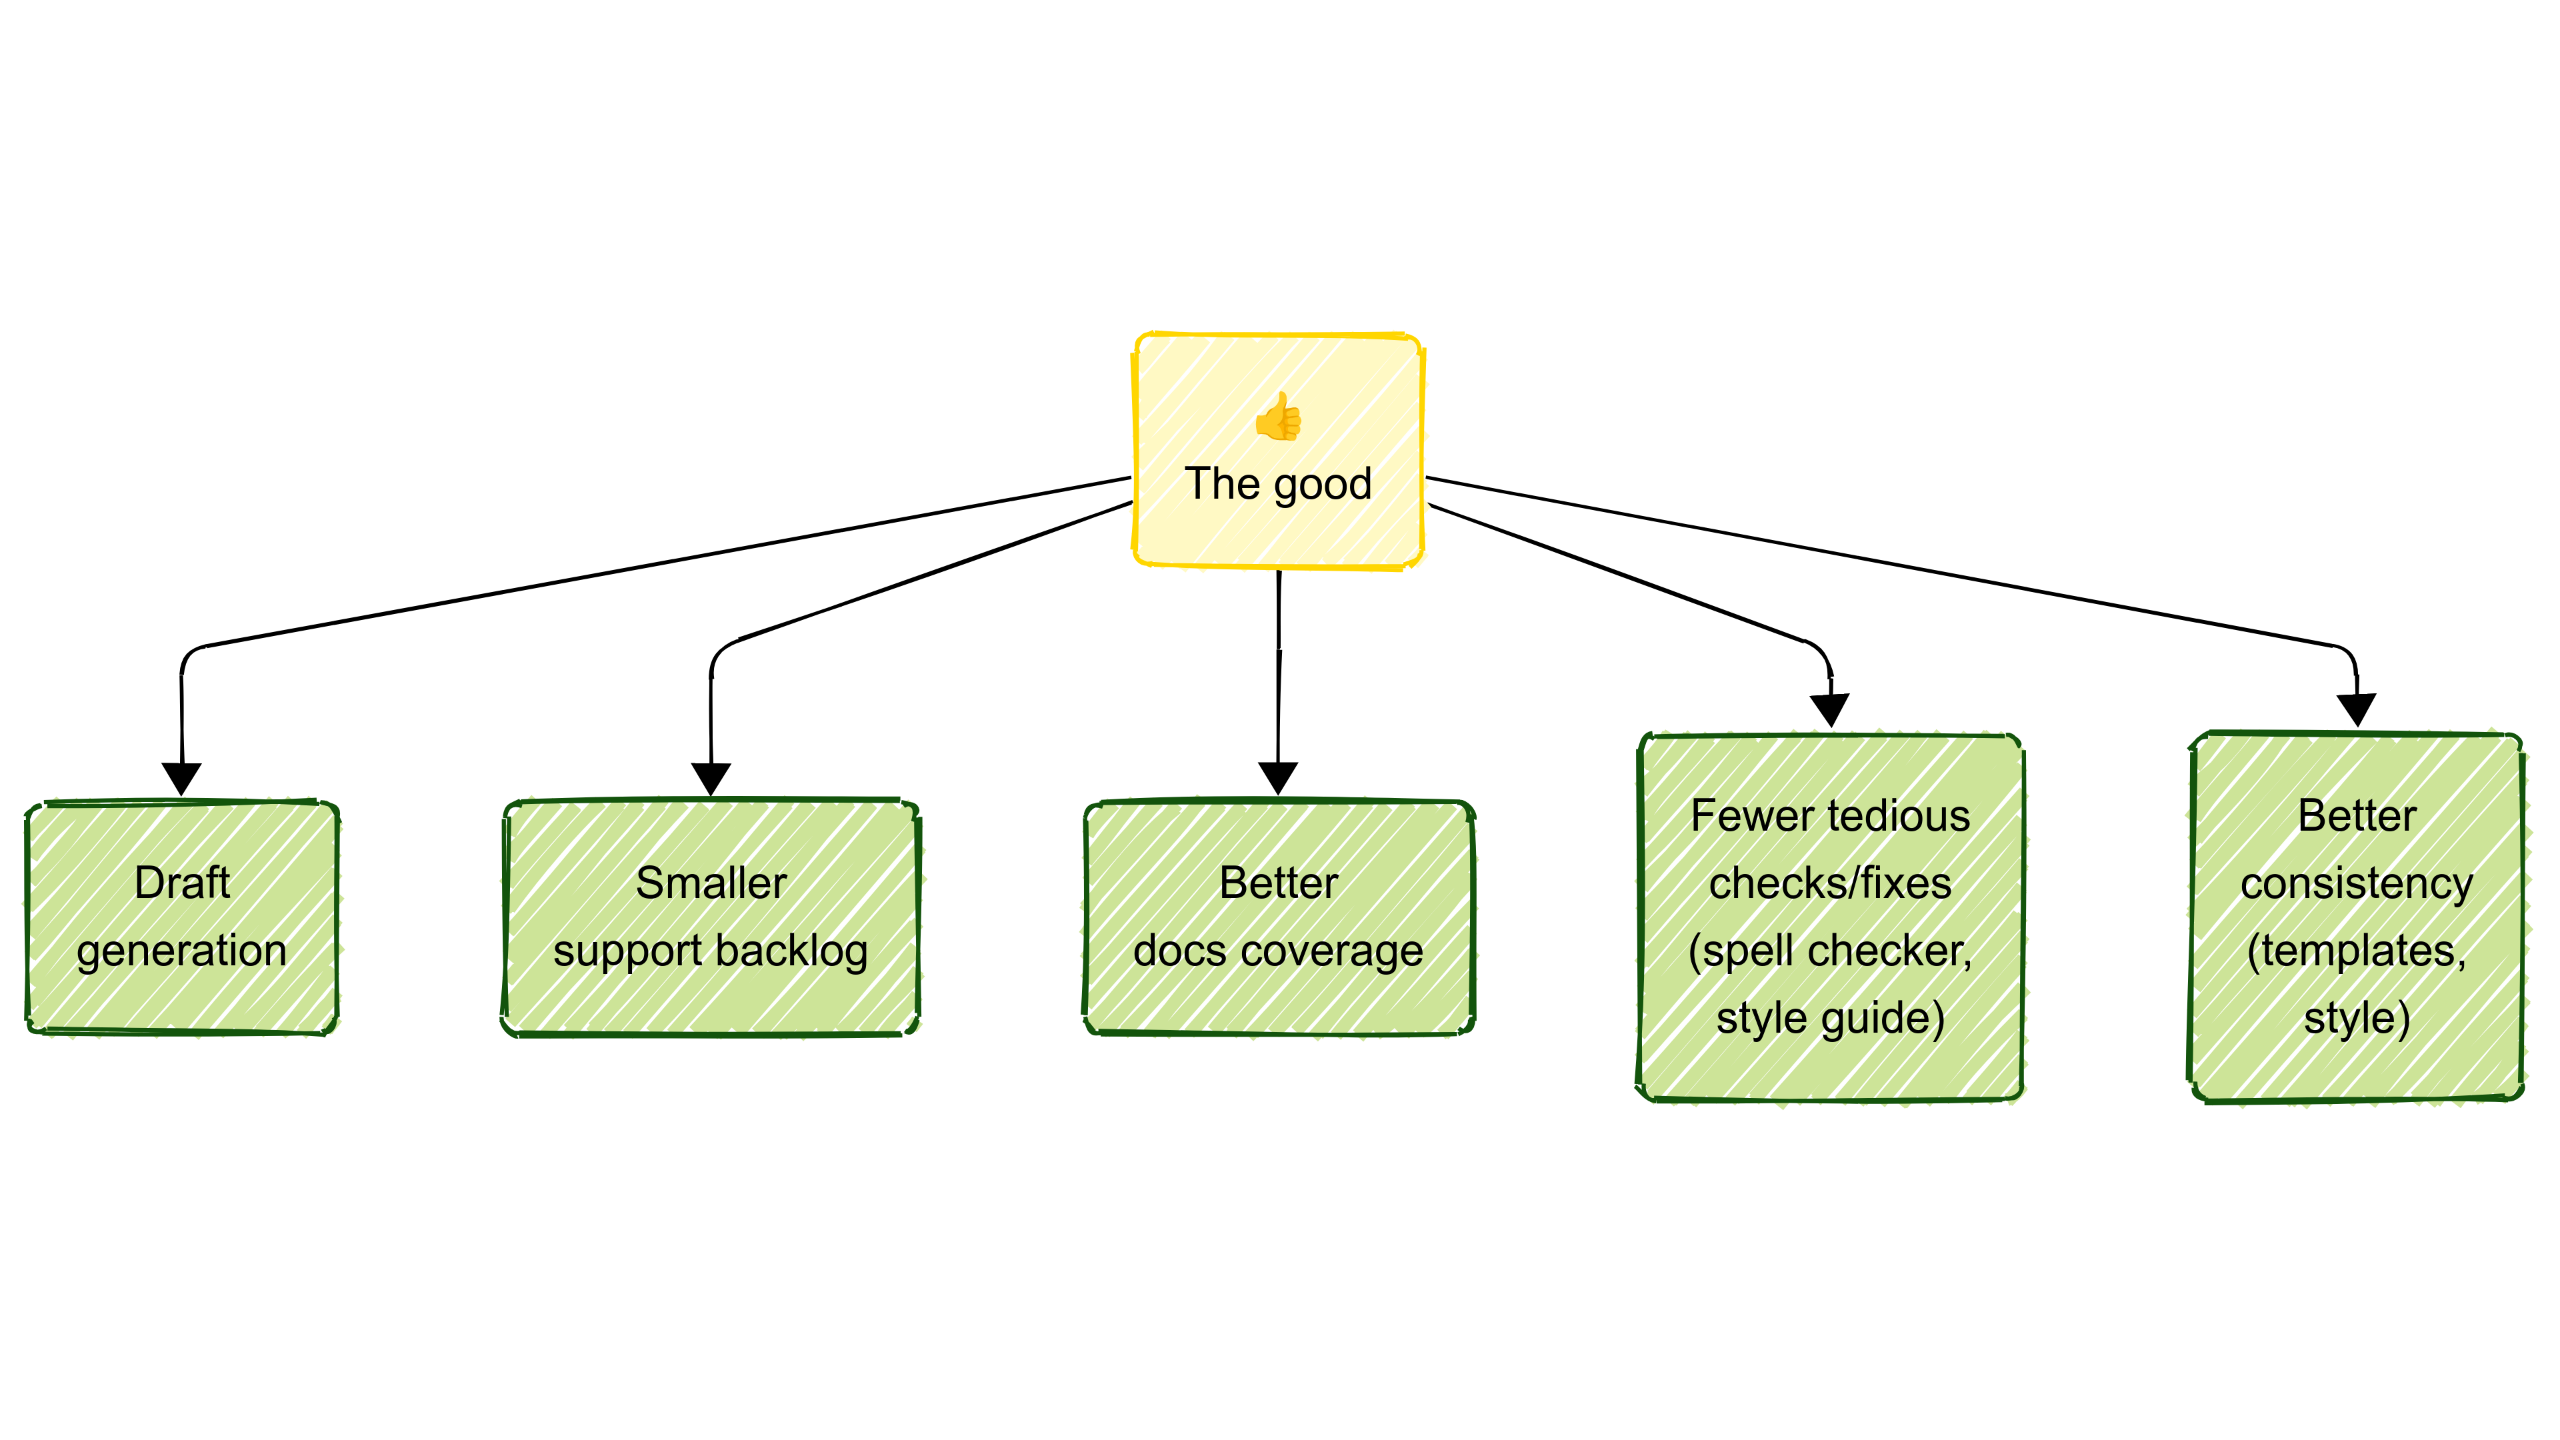 👍
The good
Draft
generation
Smaller
support backlog
Better
docs coverage
Fewer tedious
checks/fixes
(spell checker,
style guide)
Better
consistency
(templates,
style)